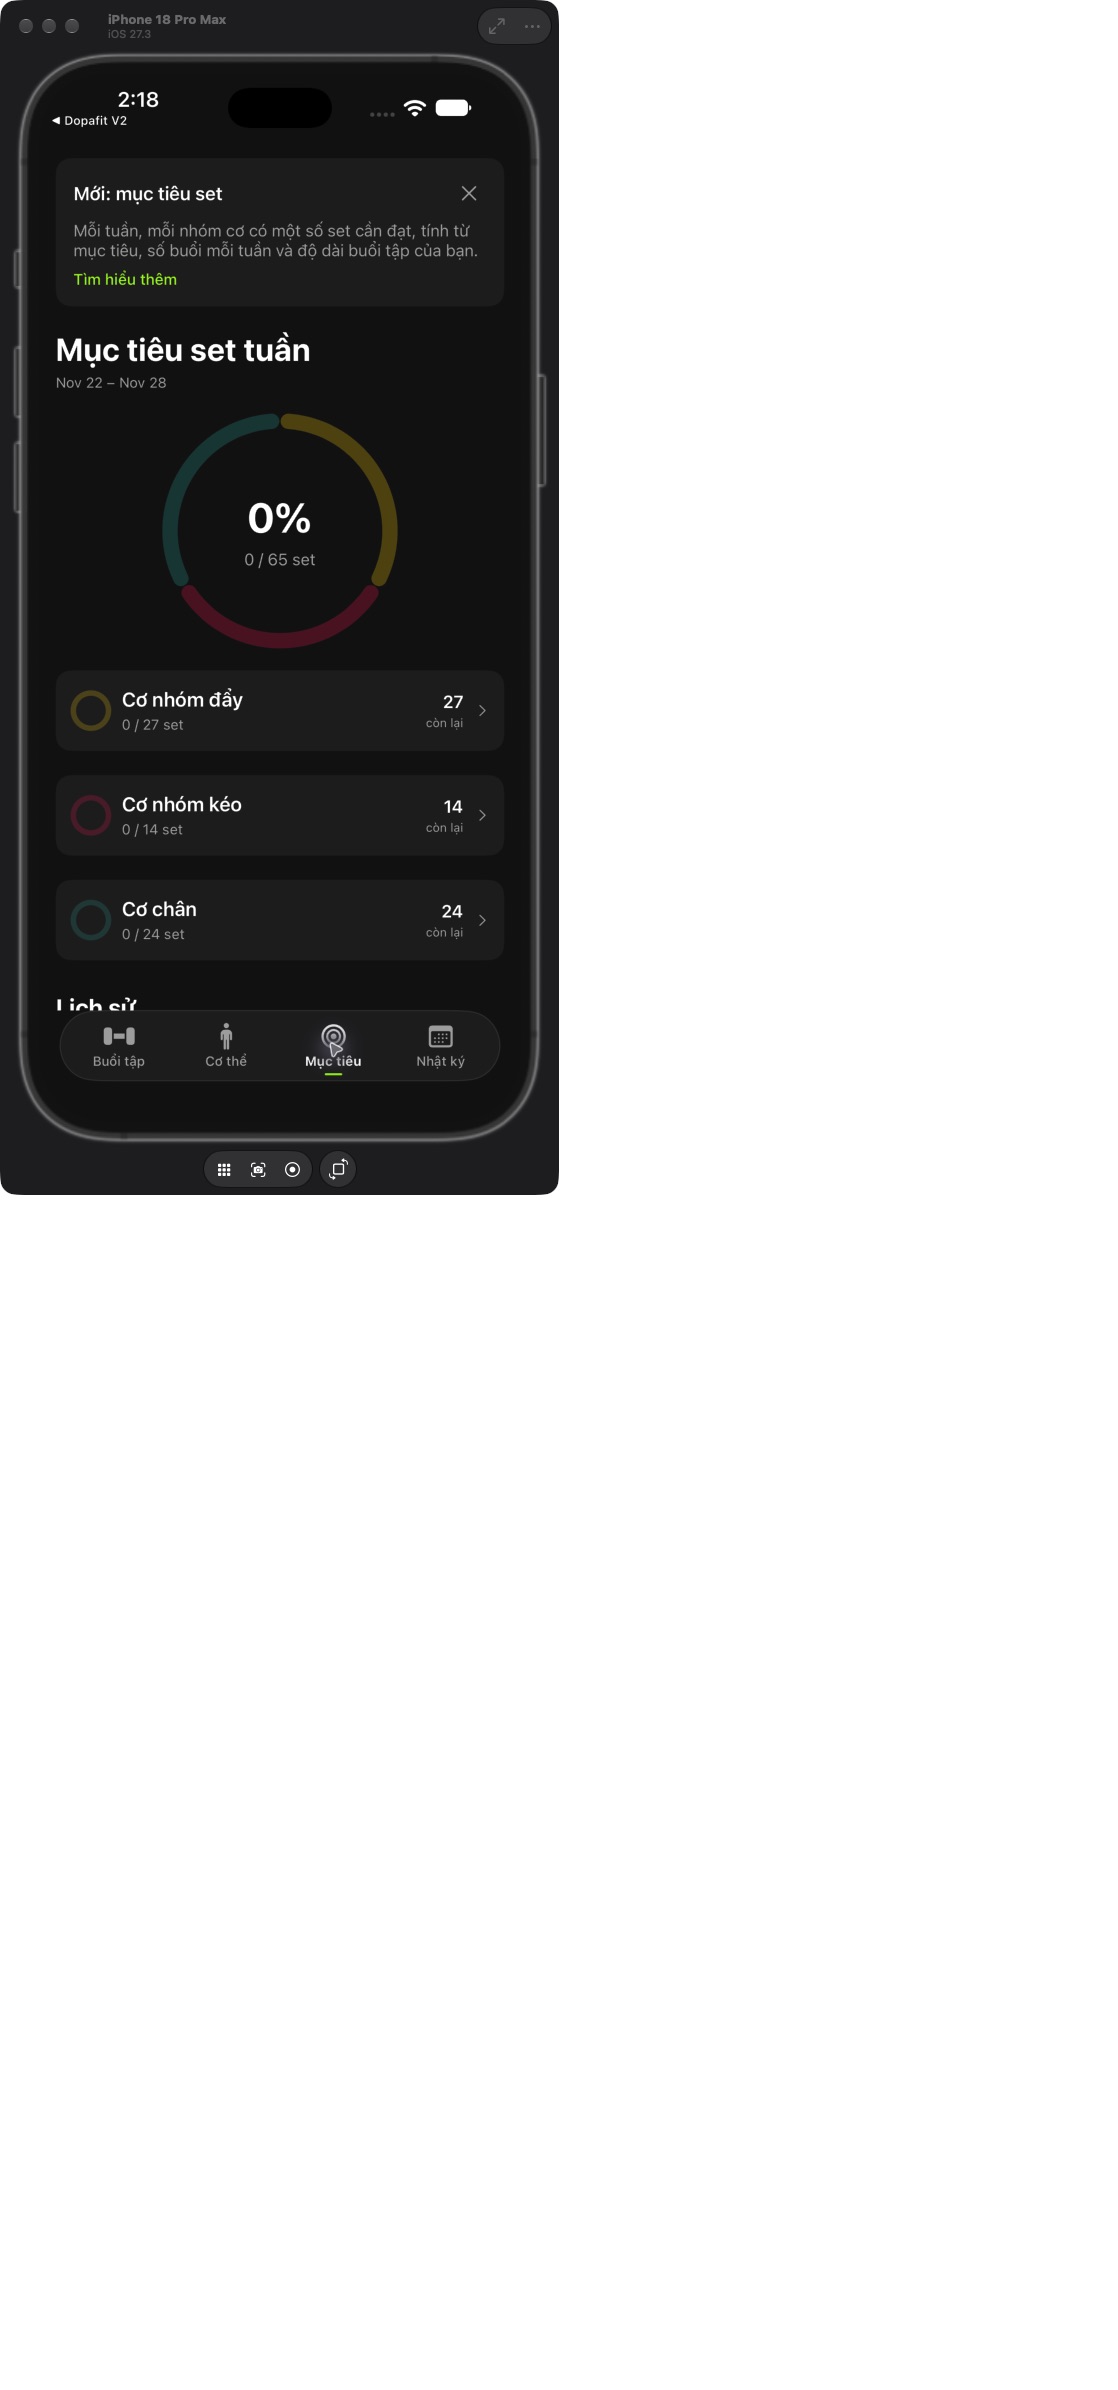 iPhone 18 Pro Max
iOS 27.3
2:18
◀ Dopafit V2
Mới: mục tiêu set
Mỗi tuần, mỗi nhóm cơ có một số set cần đạt, tính từ
mục tiêu, số buổi mỗi tuần và độ dài buổi tập của bạn.
Tìm hiểu thêm
Mục tiêu set tuần
Nov 22 – Nov 28
0%
0 / 65 set
Cơ nhóm đẩy
0 / 27 set
27
còn lại
Cơ nhóm kéo
0 / 14 set
14
còn lại
Cơ chân
0 / 24 set
24
còn lại
Lịch sử
Buổi tập
Cơ thể
Mục tiêu
Nhật ký